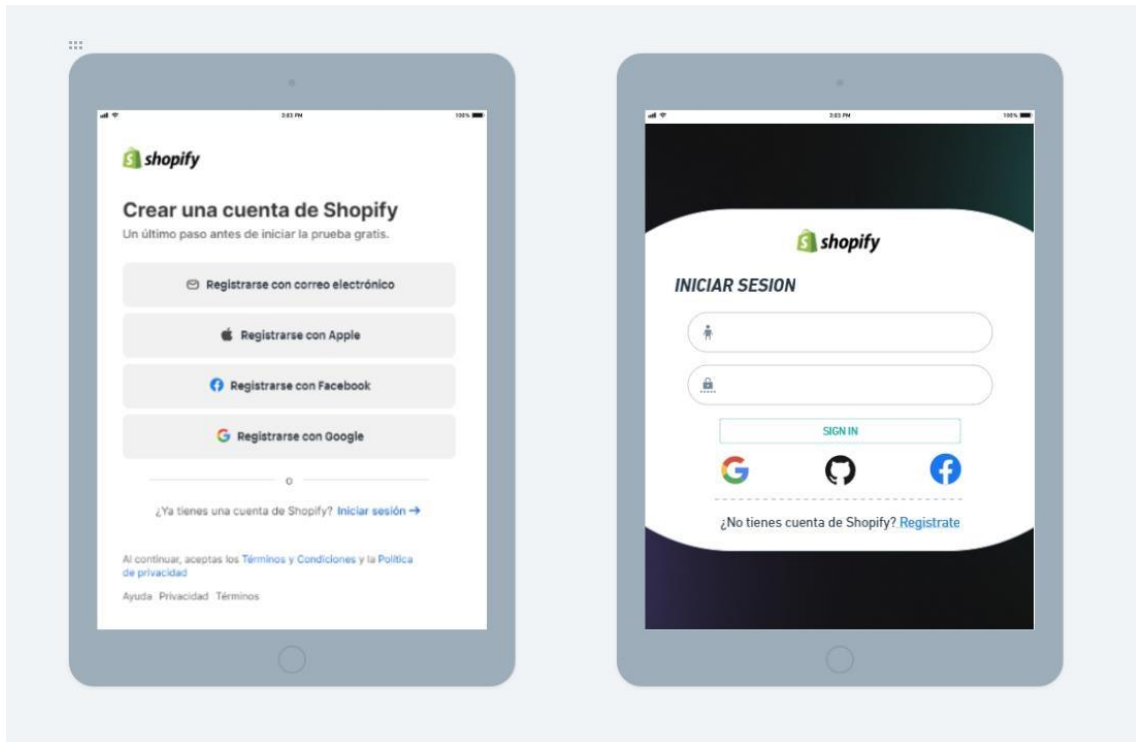 3:03 PM
100%
shopify
Crear una cuenta de Shopify
Un último paso antes de iniciar la prueba gratis.
Registrarse con correo electrónico
Registrarse con Apple
Registrarse con Facebook
Registrarse con Google
o
¿Ya tienes una cuenta de Shopify? Iniciar sesión →
Al continuar, aceptas los Términos y Condiciones y la Política
de privacidad
Ayuda Privacidad Términos
3:03 PM
100%
shopify
INICIAR SESION
SIGN IN
¿No tienes cuenta de Shopify? Registrate